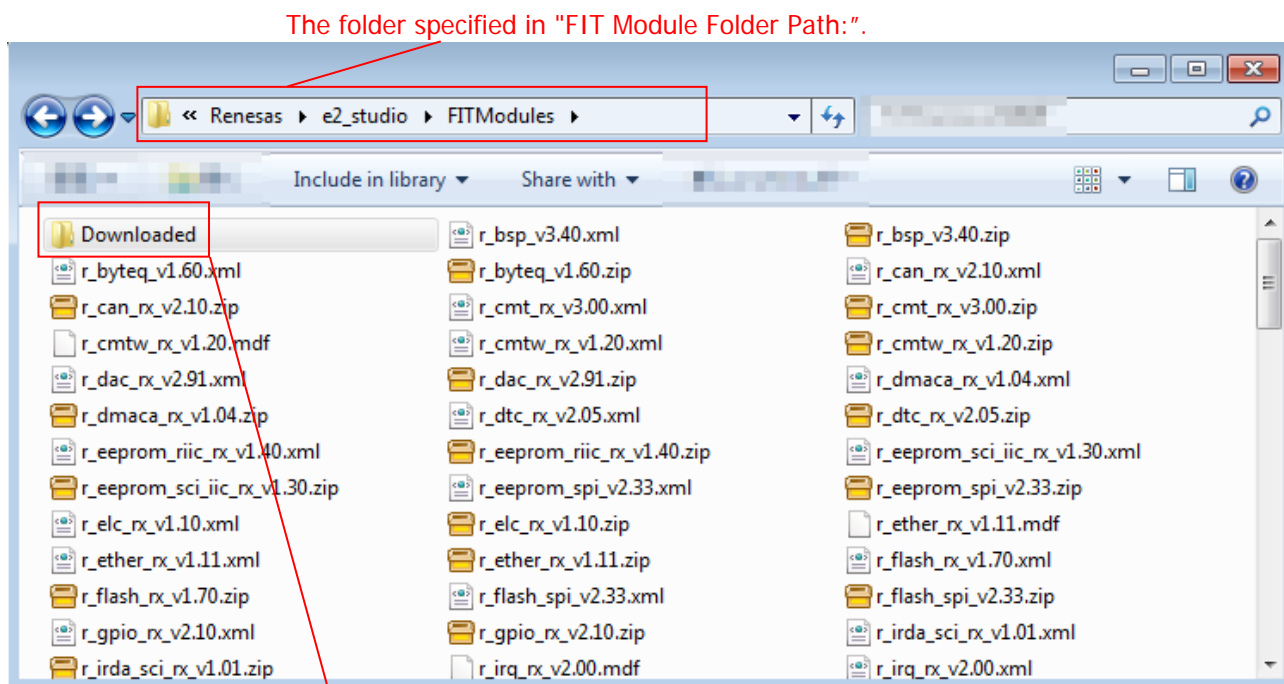 The folder specified in "FIT Module Folder Path:".
« Renesas ▸ e2_studio ▸ FITModules ▸
Include in library ▾ Share with ▾
Downloaded r_bsp_v3.40.xml r_bsp_v3.40.zip
r_byteq_v1.60.xml r_byteq_v1.60.zip r_can_rx_v2.10.xml
r_can_rx_v2.10.zip r_cmt_rx_v3.00.xml r_cmt_rx_v3.00.zip
r_cmtw_rx_v1.20.mdf r_cmtw_rx_v1.20.xml r_cmtw_rx_v1.20.zip
r_dac_rx_v2.91.xml r_dac_rx_v2.91.zip r_dmaca_rx_v1.04.xml
r_dmaca_rx_v1.04.zip r_dtc_rx_v2.05.xml r_dtc_rx_v2.05.zip
r_eeprom_riic_rx_v1.40.xml r_eeprom_riic_rx_v1.40.zip r_eeprom_sci_iic_rx_v1.30.xml
r_eeprom_sci_iic_rx_v1.30.zip r_eeprom_spi_v2.33.xml r_eeprom_spi_v2.33.zip
r_elc_rx_v1.10.xml r_elc_rx_v1.10.zip r_ether_rx_v1.11.mdf
r_ether_rx_v1.11.xml r_ether_rx_v1.11.zip r_flash_rx_v1.70.xml
r_flash_rx_v1.70.zip r_flash_spi_v2.33.xml r_flash_spi_v2.33.zip
r_gpio_rx_v2.10.xml r_gpio_rx_v2.10.zip r_irda_sci_rx_v1.01.xml
r_irda_sci_rx_v1.01.zip r_irq_rx_v2.00.mdf r_irq_rx_v2.00.xml